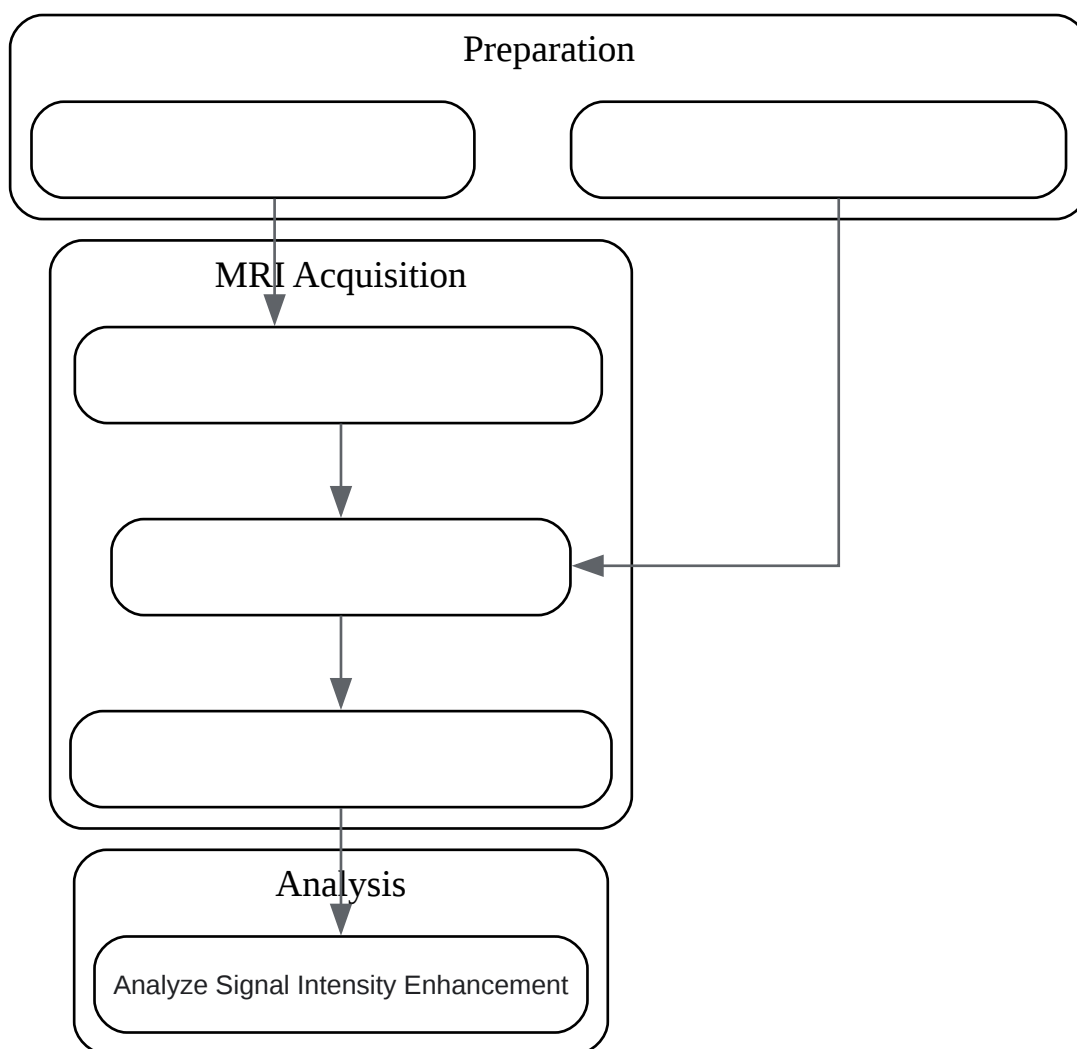 Preparation
MRI Acquisition
Analysis
Analyze Signal Intensity Enhancement